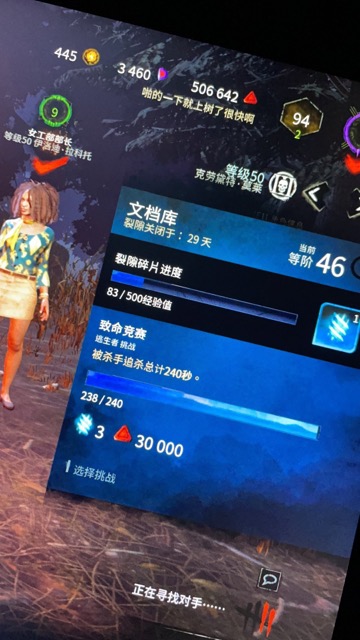 445
3 460
506 642
啪的一下就上树了很快啊
94
2
9
女工部部长
等级50 伊洛迪·拉科托
等级50
克劳黛特·莫莱
文档库
裂隙关闭于： 29 天
当前
等阶 46
裂隙碎片进度
83 / 500经验值
1
致命竞赛
逃生者 挑战
被杀手追杀总计240秒。
238 / 240
3
30 000
选择挑战
正在寻找对手……